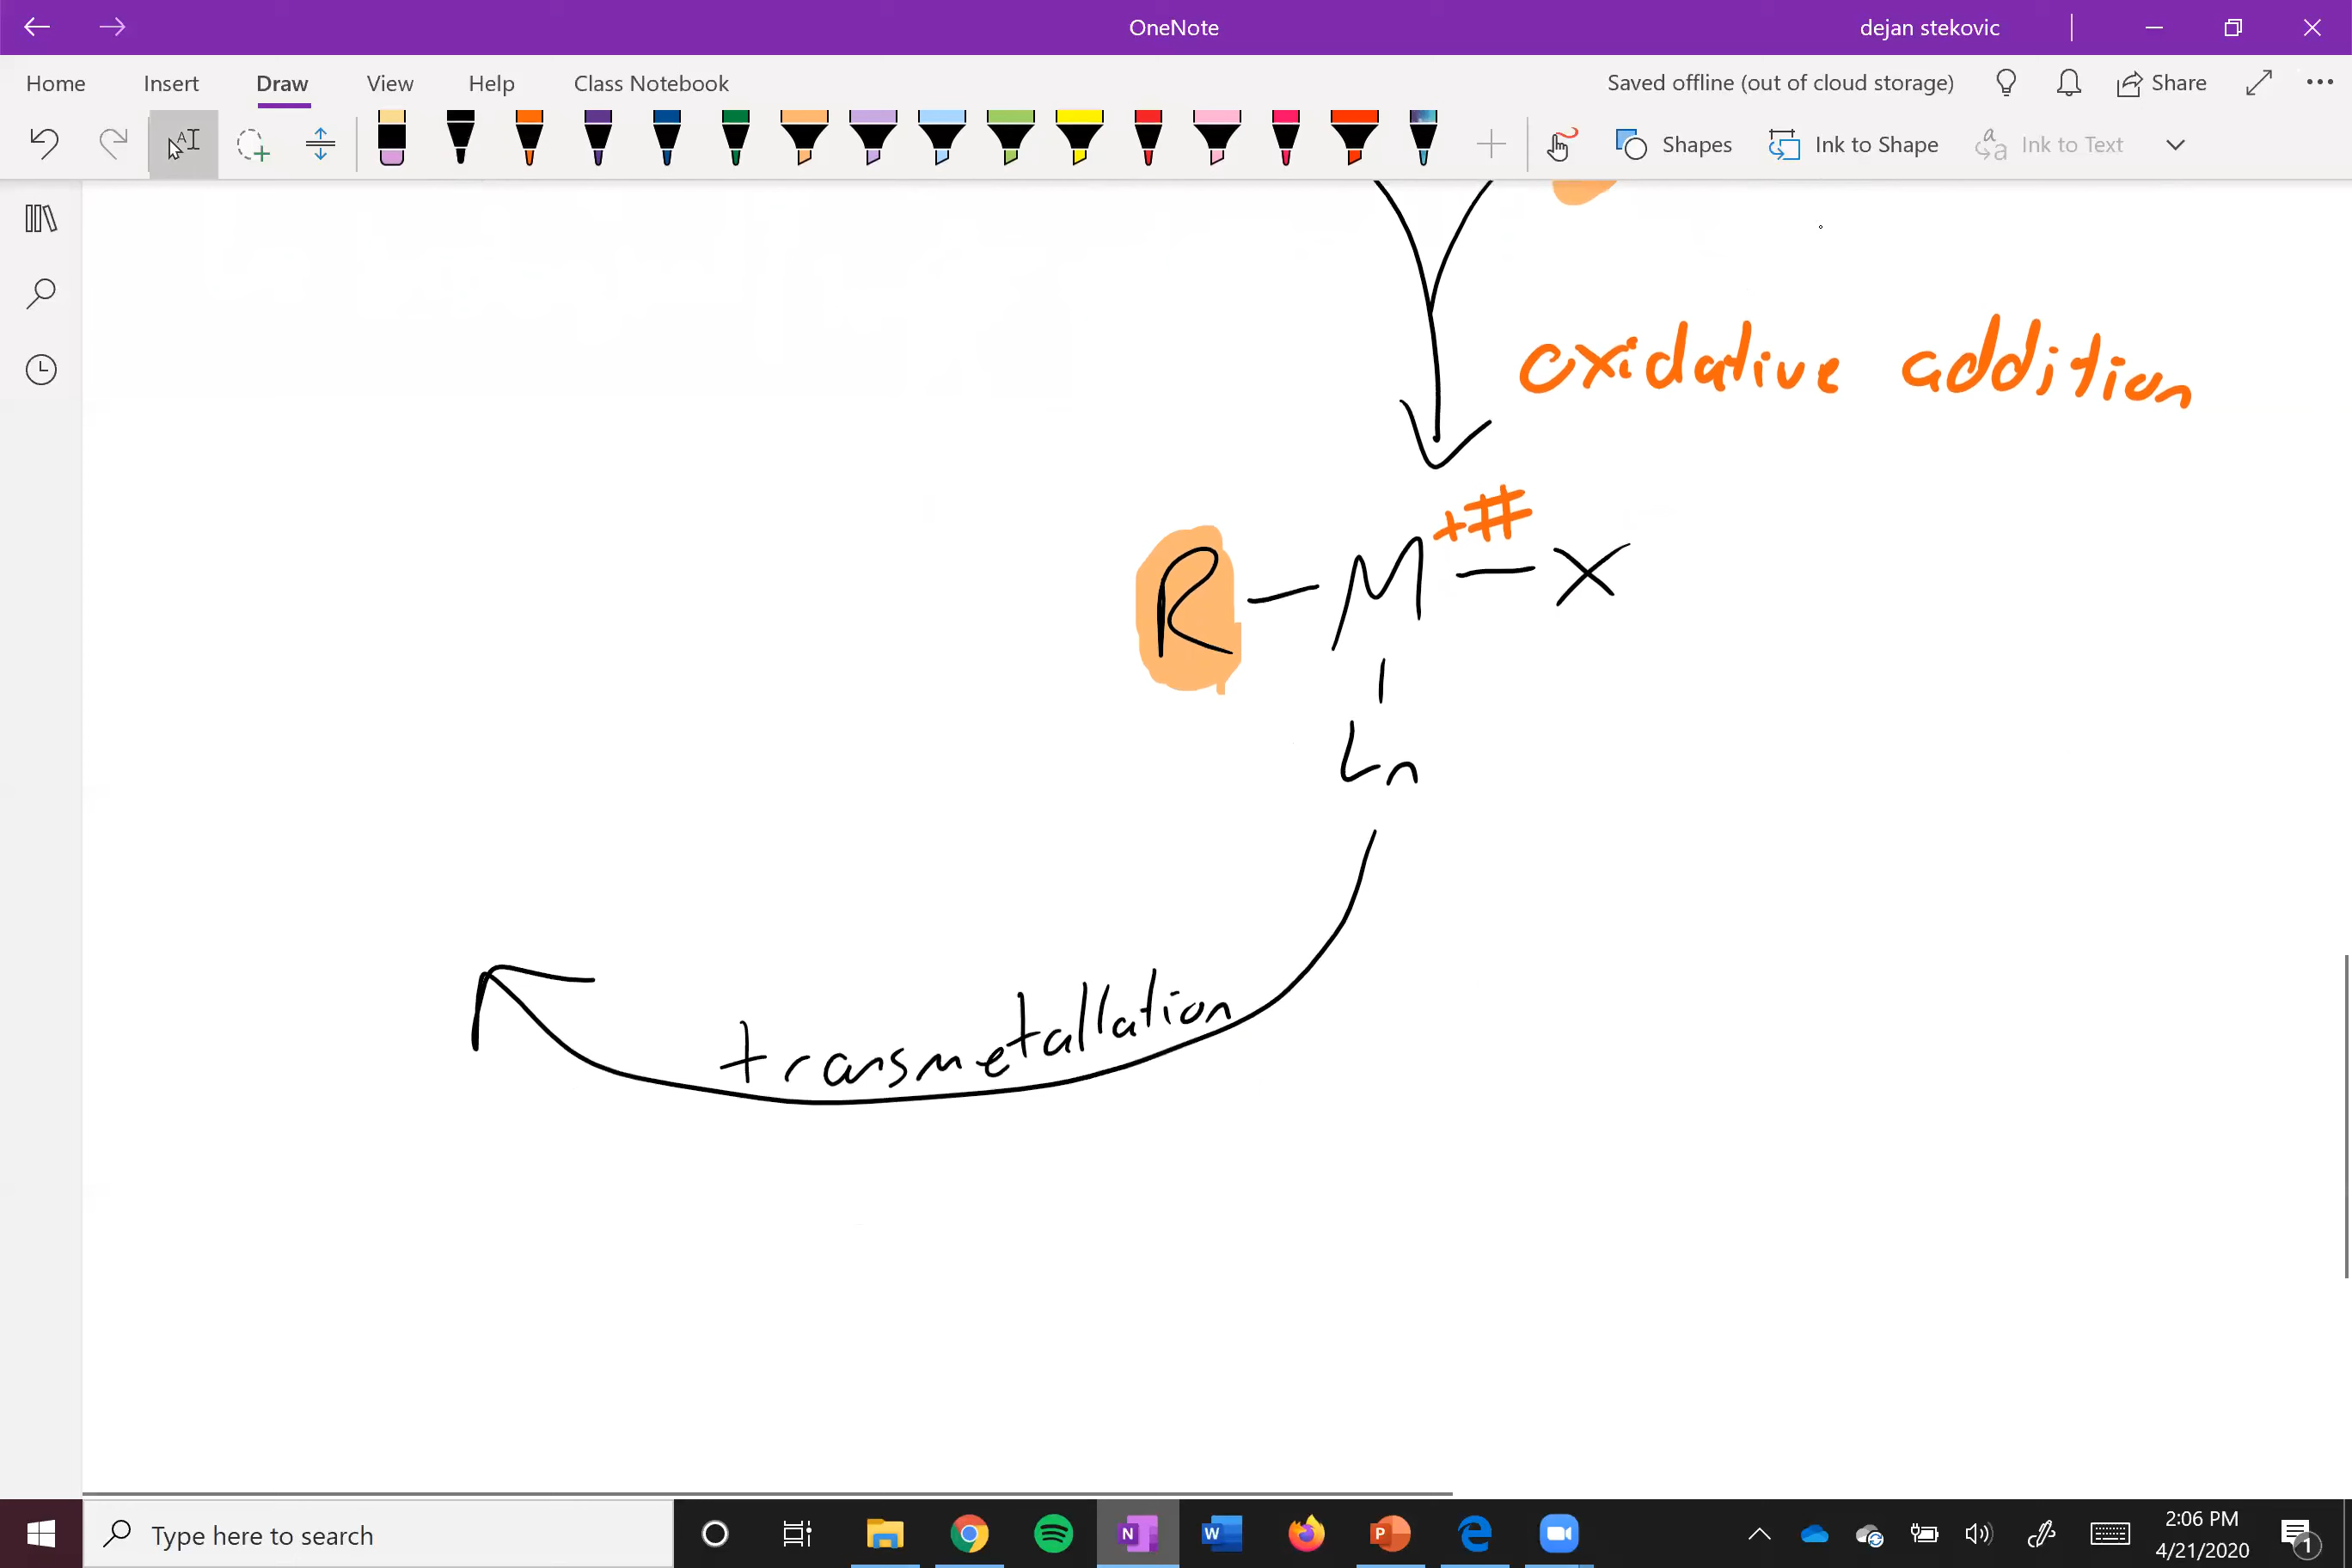 OneNote
dejan stekovic
Home Insert Draw View Help Class Notebook
Saved offline (out of cloud storage)
Share
Shapes Ink to Shape Ink to Text
oxidative addition
+#
R - M - X
Ln
transmetallation
Type here to search
2:06 PM
4/21/2020
1